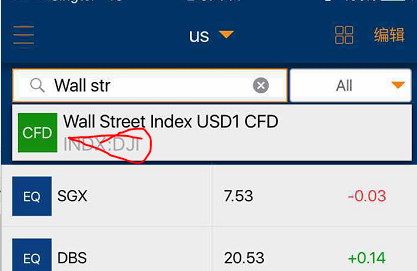 us
编辑
Wall str
All
CFD
Wall Street Index USD1 CFD
INDX:DJI
EQ SGX 7.53 -0.03
EQ DBS 20.53 +0.14